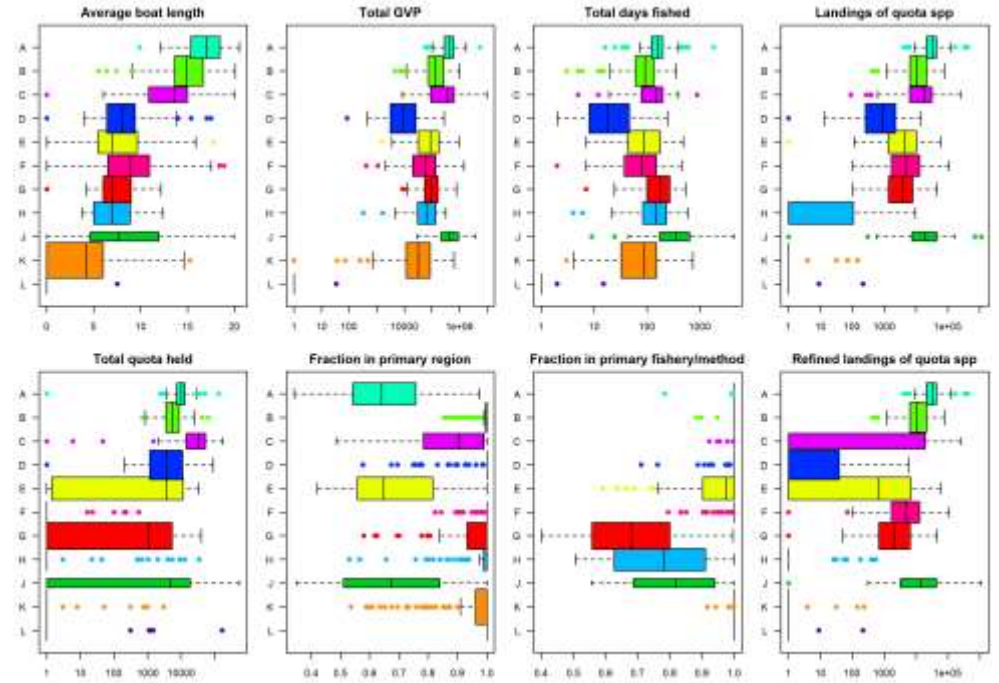 Average boat length
Total GVP
Total days fished
Landings of quota spp
A
B
C
D
E
F
G
H
J
K
L
A
B
C
D
E
F
G
H
J
K
L
A
B
C
D
E
F
G
H
J
K
L
A
B
C
D
E
F
G
H
J
K
L
0 5 10 15 20
1 10 100 10000 1e+06
1 10 100 1000
1 10 100 1000 1e+05
Total quota held
Fraction in primary region
Fraction in primary fishery/method
Refined landings of quota spp
A
B
C
D
E
F
G
H
J
K
L
A
B
C
D
E
F
G
H
J
K
L
A
B
C
D
E
F
G
H
J
K
L
A
B
C
D
E
F
G
H
J
K
L
1 10 100 1000 10000
0.4 0.5 0.6 0.7 0.8 0.9 1.0
0.4 0.5 0.6 0.7 0.8 0.9 1.0
1 10 100 1000 1e+05